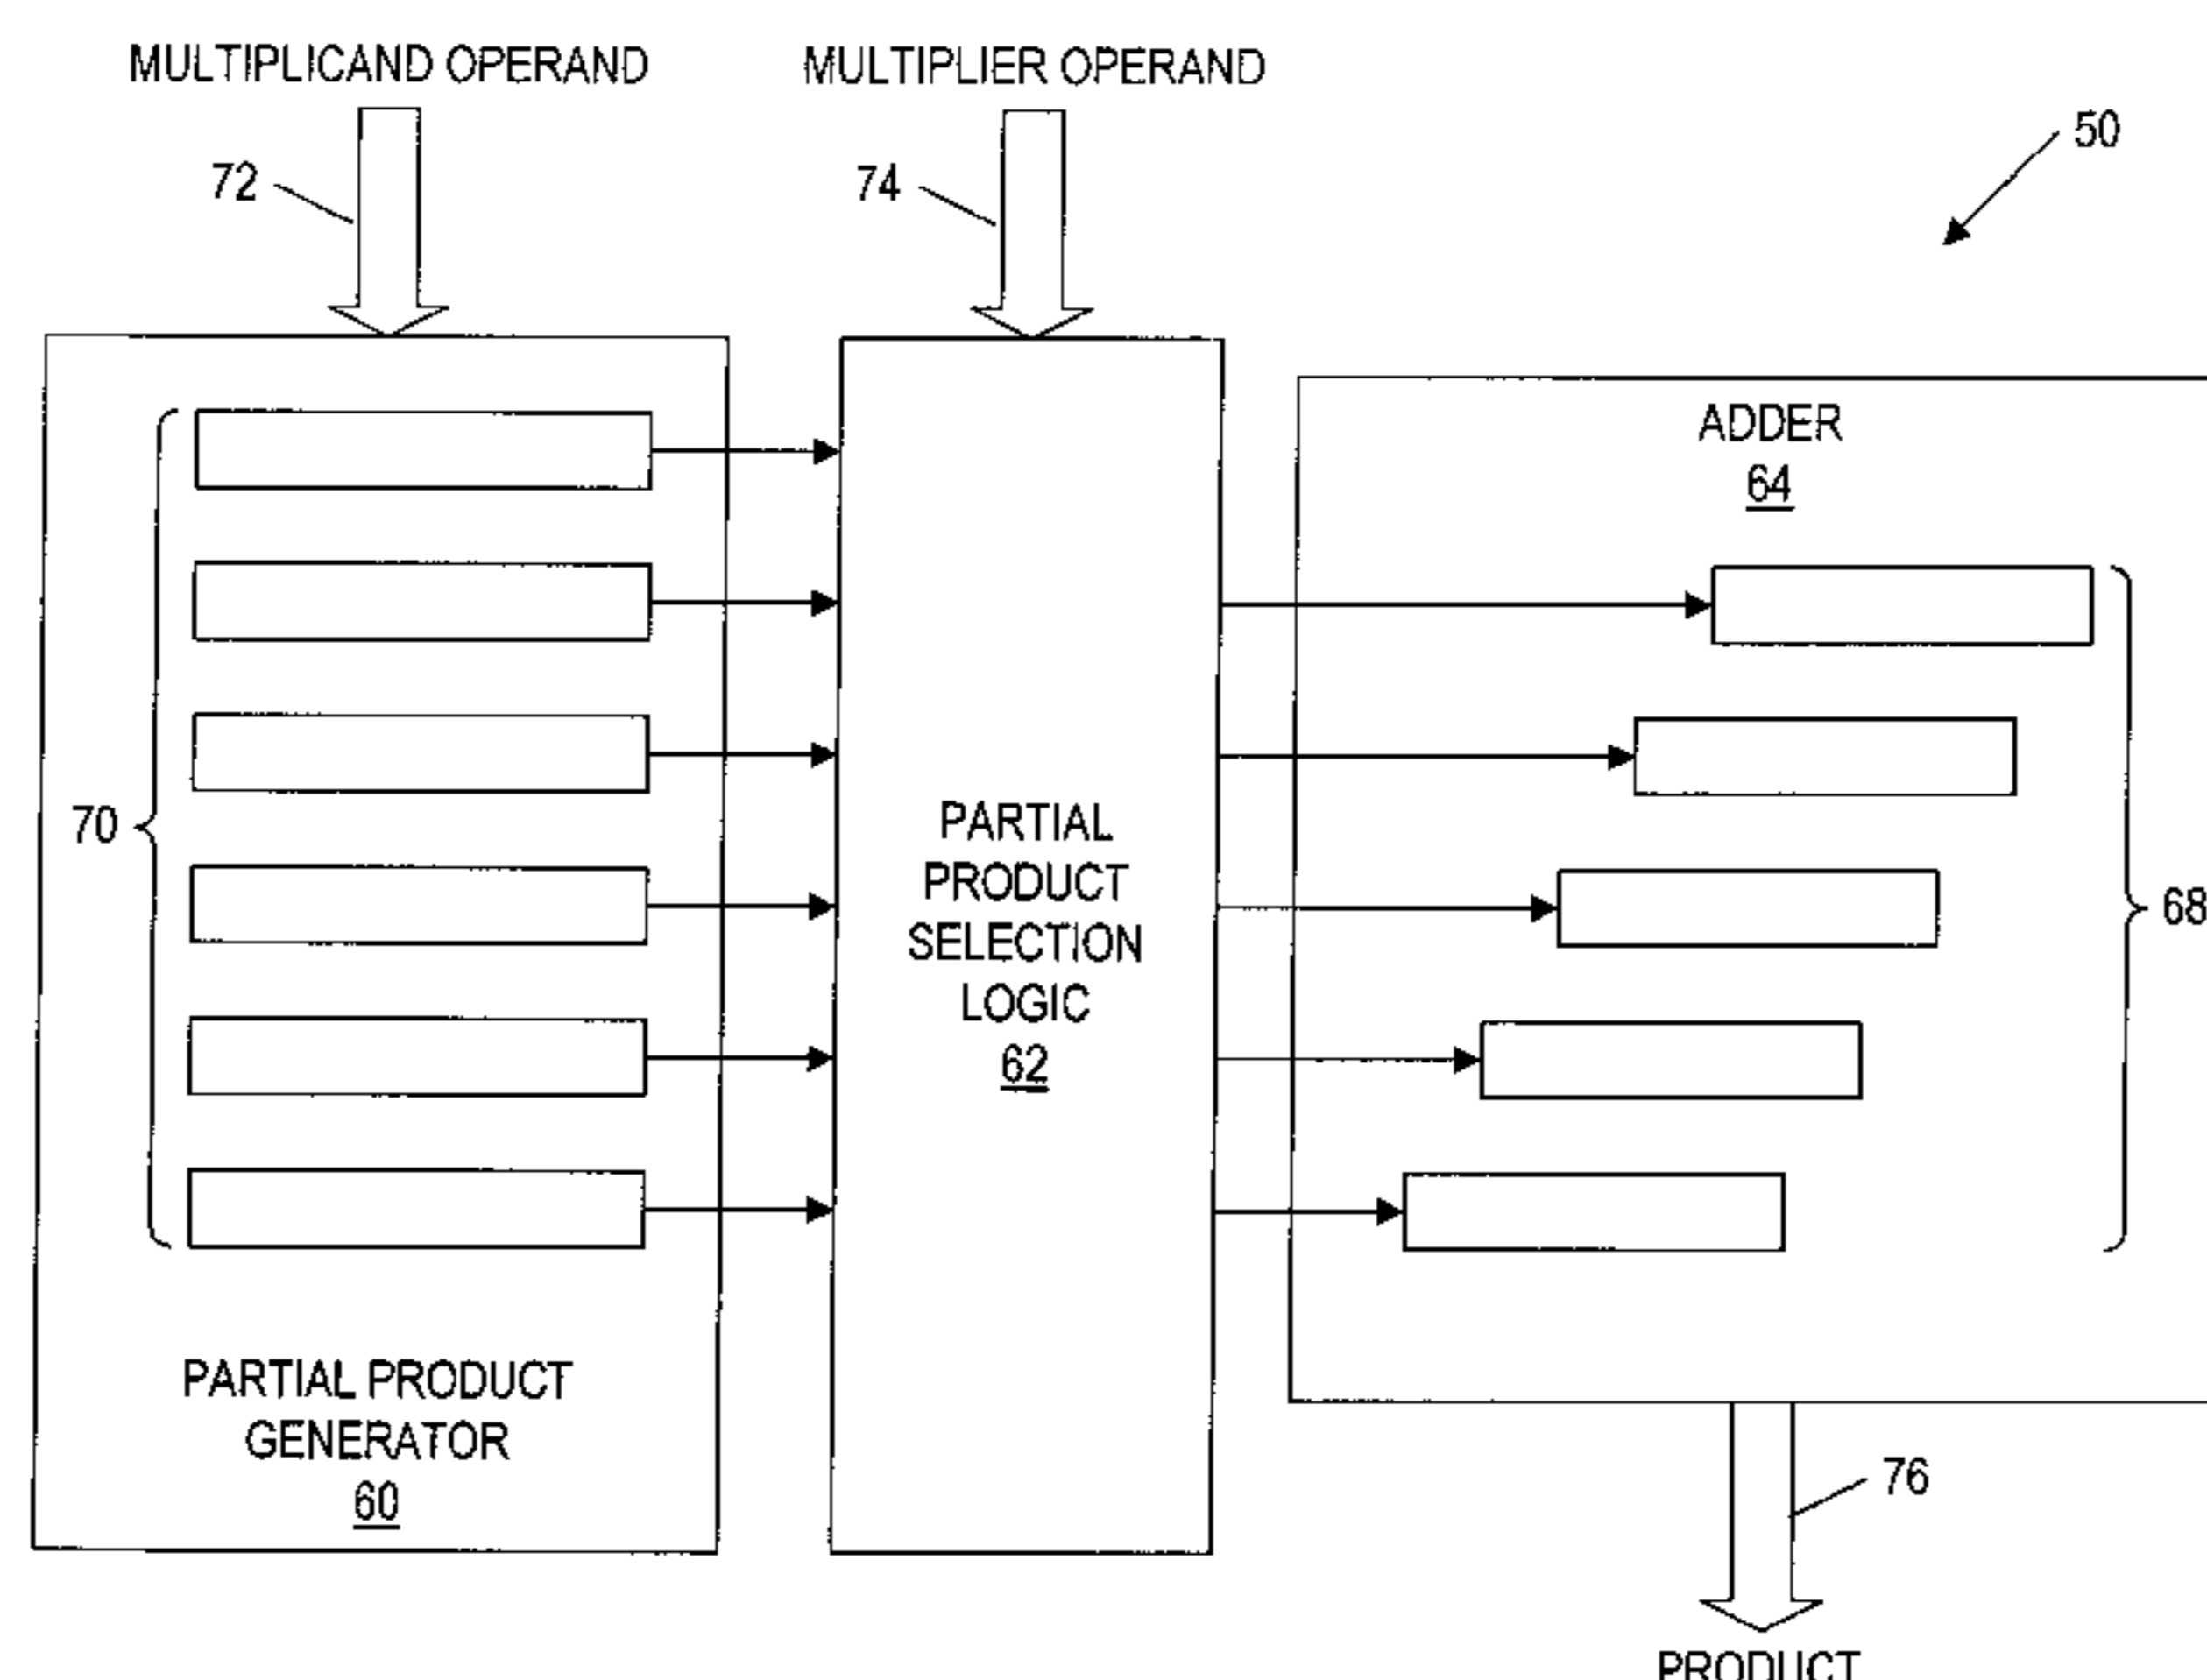 MULTIPLICAND OPERAND
MULTIPLIER OPERAND
50
72
74
ADDER
64
70
PARTIAL
PRODUCT
SELECTION
LOGIC
62
68
PARTIAL PRODUCT
GENERATOR
60
76
PRODUCT